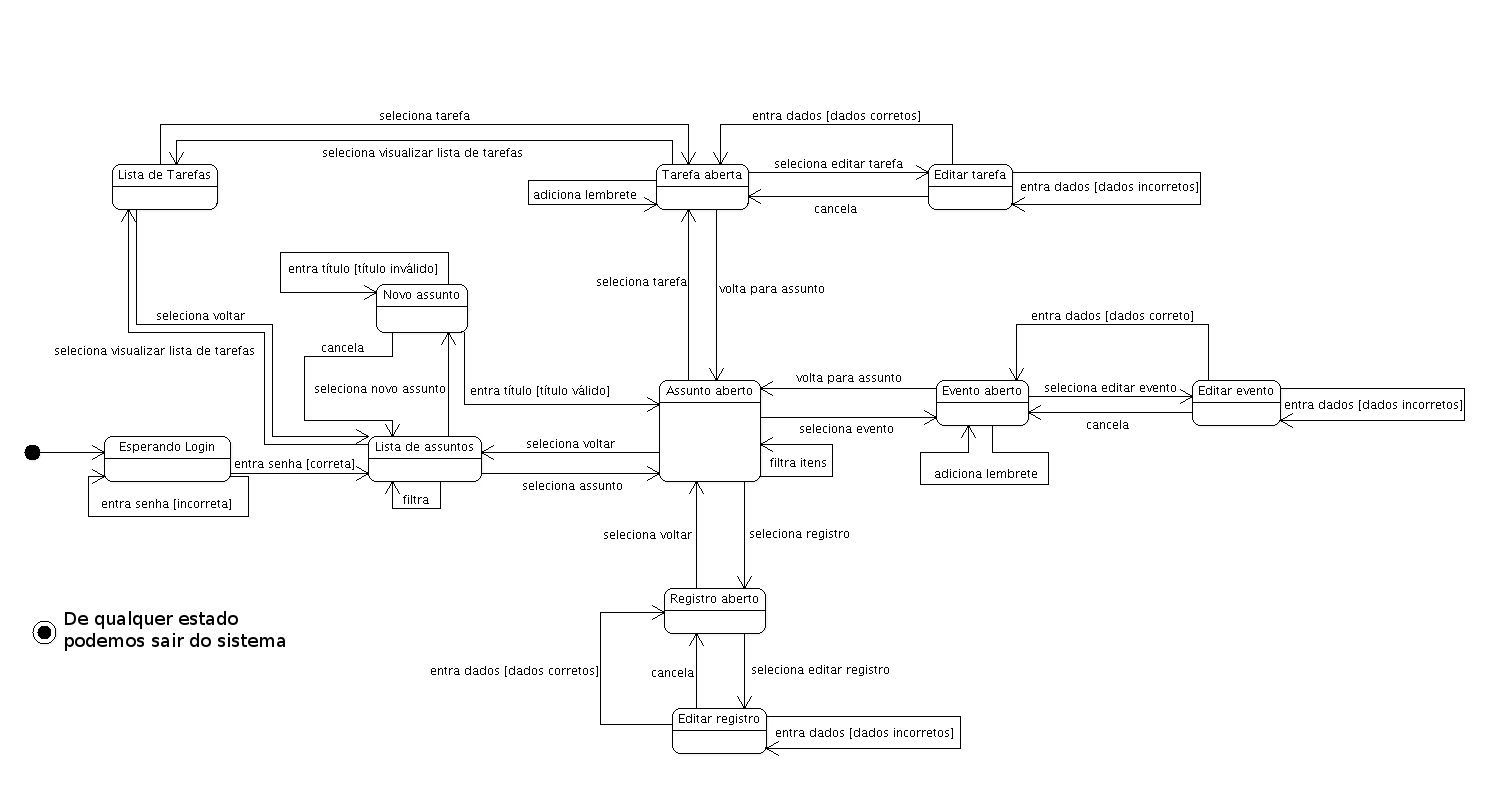 seleciona tarefa
entra dados [dados corretos]
seleciona visualizar lista de tarefas
seleciona editar tarefa
Lista de Tarefas
Tarefa aberta
Editar tarefa
entra dados [dados incorretos]
adiciona lembrete
cancela
entra título [título inválido]
seleciona tarefa
volta para assunto
Novo assunto
seleciona voltar
entra dados [dados correto]
cancela
seleciona visualizar lista de tarefas
volta para assunto
seleciona novo assunto
entra título [título válido]
Assunto aberto
Evento aberto
seleciona editar evento
Editar evento
entra dados [dados incorretos]
seleciona evento
cancela
Esperando Login
Lista de assuntos
seleciona voltar
entra senha [correta]
filtra itens
adiciona lembrete
seleciona assunto
entra senha [incorreta]
filtra
seleciona voltar
seleciona registro
Registro aberto
De qualquer estado
podemos sair do sistema
entra dados [dados corretos]
cancela
seleciona editar registro
Editar registro
entra dados [dados incorretos]